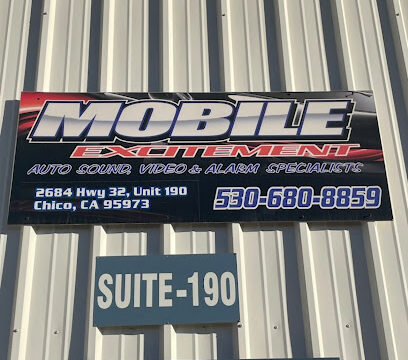 MOBILE
EXCITEMENT
AUTO SOUND, VIDEO & ALARM SPECIALISTS
2684 Hwy 32, Unit 190
Chico, CA 95973
530-680-8859
SUITE-190